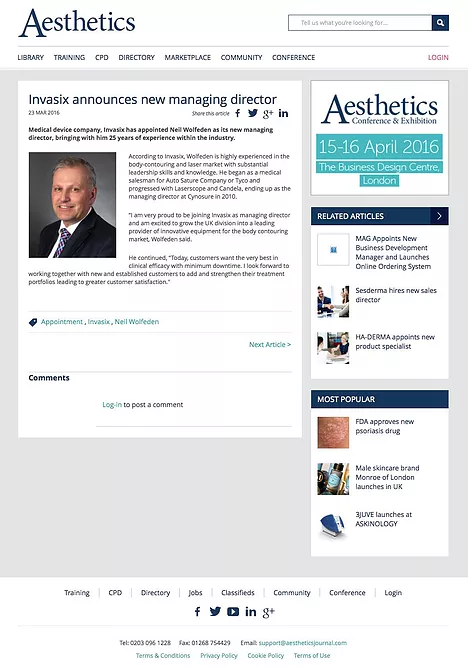 Aesthetics
Tell us what you're looking for...
LIBRARY TRAINING CPD DIRECTORY MARKETPLACE COMMUNITY CONFERENCE LOGIN
Invasix announces new managing director
23 MAR 2016
Share this article
Medical device company, Invasix has appointed Neil Wolfeden as its new managing
director, bringing with him 25 years of experience within the industry.
According to Invasix, Wolfeden is highly experienced in the
body-contouring and laser market with substantial
leadership skills and knowledge. He began as a medical
salesman for Auto Sature Company or Tyco and
progressed with Laserscope and Candela, ending up as the
managing director at Cynosure in 2010.
"I am very proud to be joining Invasix as managing director
and am excited to grow the UK division into a leading
provider of innovative equipment for the body contouring
market, Wolfeden said.
He continued, "Today, customers want the very best in
clinical efficacy with minimum downtime. I look forward to
working together with new and established customers to add and strengthen their treatment
portfolios leading to greater customer satisfaction."
Appointment , Invasix , Neil Wolfeden
Next Article >
Comments
Log-in to post a comment
Aesthetics
Conference & Exhibition
15-16 April 2016
The Business Design Centre,
London
RELATED ARTICLES
MAG Appoints New
Business Development
Manager and Launches
Online Ordering System
Sesderma hires new sales
director
HA-DERMA appoints new
product specialist
MOST POPULAR
FDA approves new
psoriasis drug
Male skincare brand
Monroe of London
launches in UK
3JUVE launches at
ASKINOLOGY
Training CPD Directory Jobs Classifieds Community Conference Login
Tel: 0203 096 1228 Fax: 01268 754429 Email: support@aestheticsjournal.com
Terms & Conditions Privacy Policy Cookie Policy Terms of Use